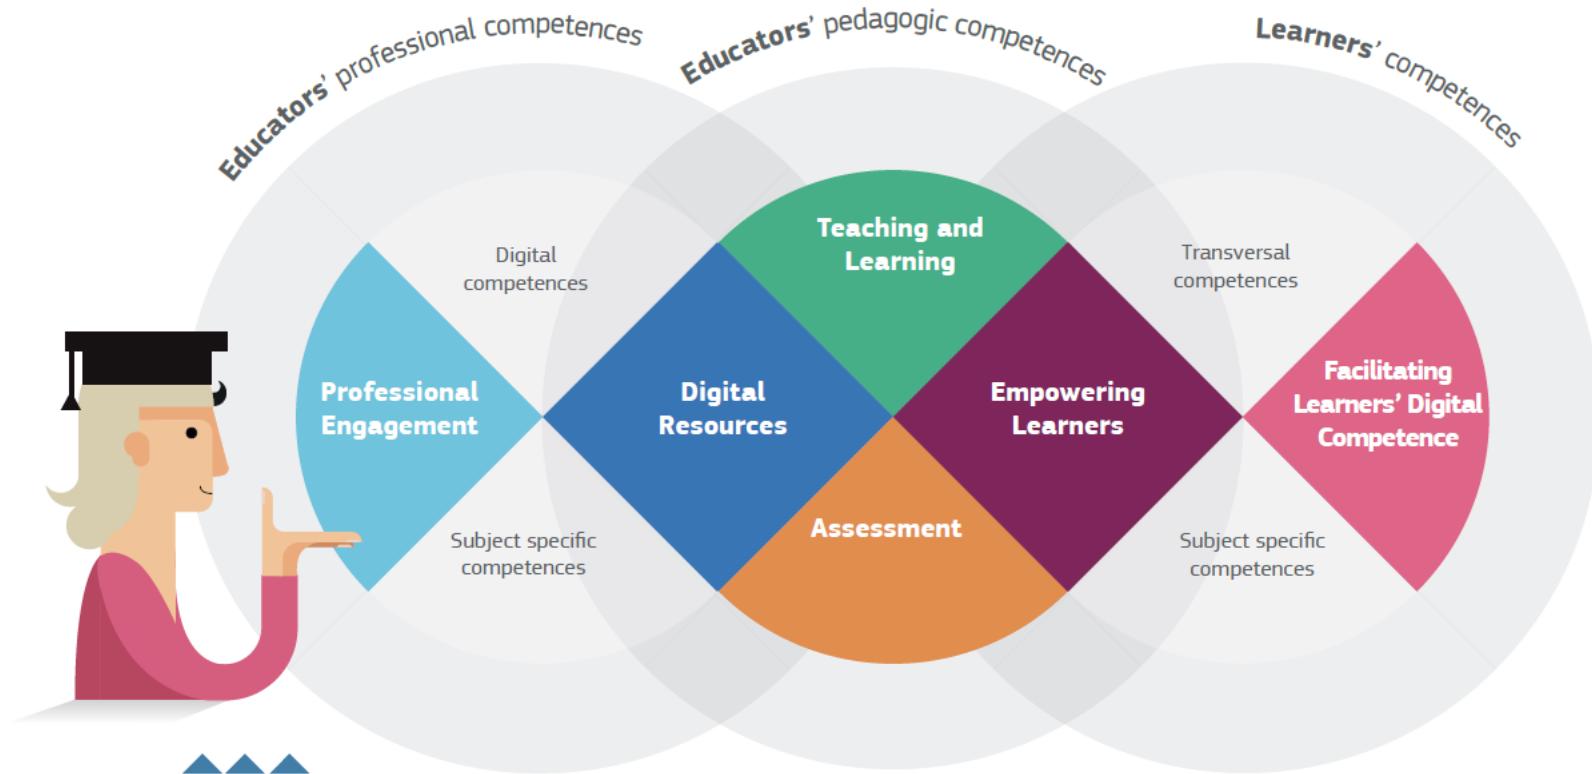 Educators’ professional competences
Educators’ pedagogic competences
Learners’ competences
Digital
competences
Teaching and
Learning
Transversal
competences
Professional
Engagement
Digital
Resources
Empowering
Learners
Facilitating
Learners’ Digital
Competence
Subject specific
competences
Assessment
Subject specific
competences